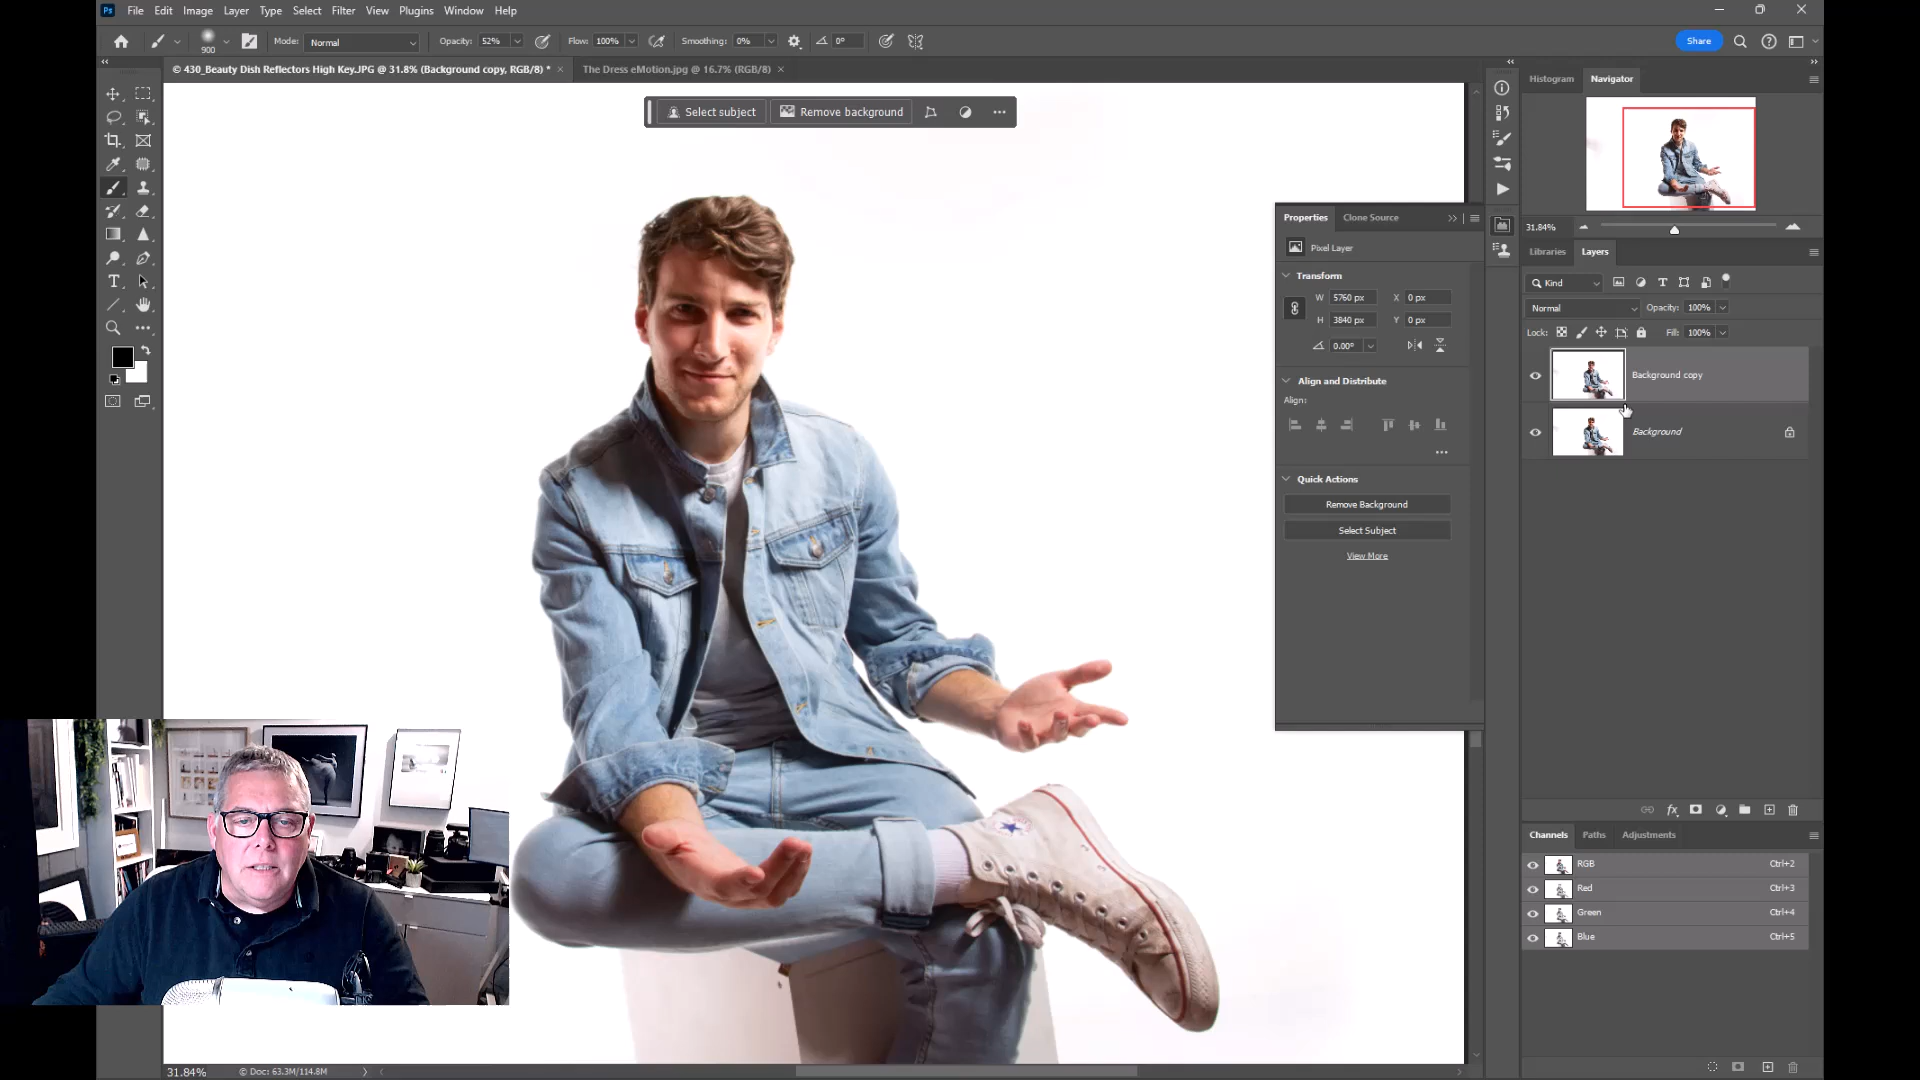 Ps File Edit Image Layer Type Select Filter View Plugins Window Help
900 Mode: Normal Opacity: 52% Flow: 100% Smoothing: 0% 0° Share
© 430_Beauty Dish Reflectors High Key.JPG @ 31.8% (Background copy, RGB/8) * × The Dress eMotion.jpg @ 16.7% (RGB/8) ×
Select subject Remove background
Histogram Navigator
31.84%
Properties Clone Source
Pixel Layer
Transform
W 5760 px X 0 px
H 3840 px Y 0 px
0.00°
Align and Distribute
Align:
Quick Actions
Remove Background
Select Subject
View More
Libraries Layers
Kind
Normal Opacity: 100%
Lock: Fill: 100%
Background copy
Background
fx
Channels Paths Adjustments
RGB Ctrl+2
Red Ctrl+3
Green Ctrl+4
Blue Ctrl+5
31.84% © Doc: 63.3M/114.8M